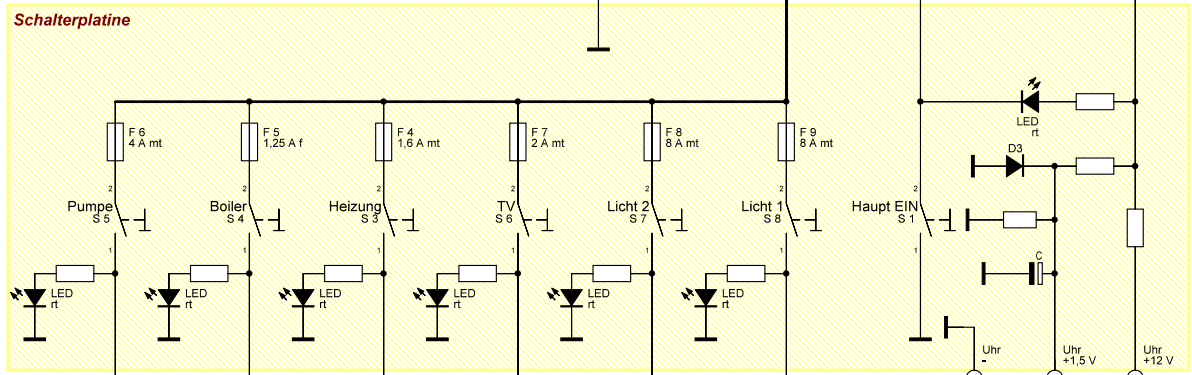 Schalterplatine
F 6
4 A mt
F 5
1,25 A f
F 4
1,6 A mt
F 7
2 A mt
F 8
8 A mt
F 9
8 A mt
LED
rt
D3
2
2
2
2
2
2
2
Pumpe
S 5
Boiler
S 4
Heizung
S 3
TV
S 6
Licht 2
S 7
Licht 1
S 8
Haupt EIN
S 1
1
1
1
1
1
1
1
C
LED
rt
LED
rt
LED
rt
LED
rt
LED
rt
LED
rt
Uhr
-
Uhr
+1,5 V
Uhr
+12 V